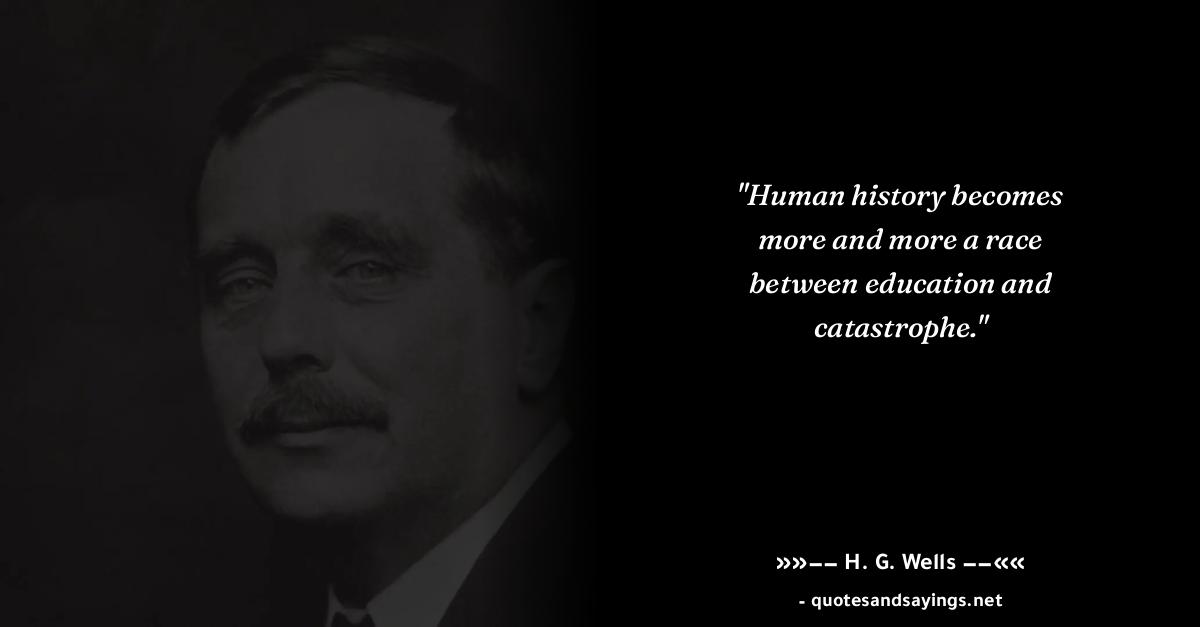 "Human history becomes
more and more a race
between education and
catastrophe."
»»–– H. G. Wells ––««
- quotesandsayings.net